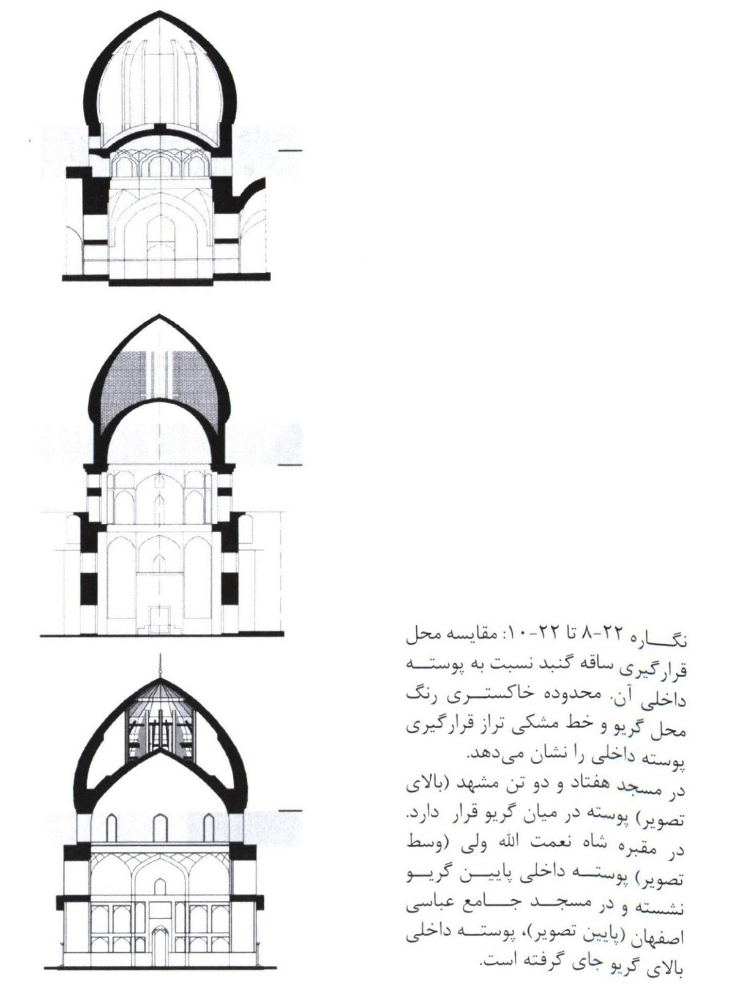 نگاره ۲۲-۸ تا ۲۲-۱۰: مقایسه محل
قرارگیری ساقه گنبد نسبت به پوسته
داخلی آن. محدوده خاکستری رنگ
محل گریو و خط مشکی تراز قرارگیری
پوسته داخلی را نشان می‌دهد.
در مسجد هفتاد و دو تن مشهد (بالای
تصویر) پوسته در میان گریو قرار دارد.
در مقبره شاه نعمت الله ولی (وسط
تصویر) پوسته داخلی پایین گریو
نشسته و در مسجد جامع عباسی
اصفهان (پایین تصویر)، پوسته داخلی
بالای گریو جای گرفته است.